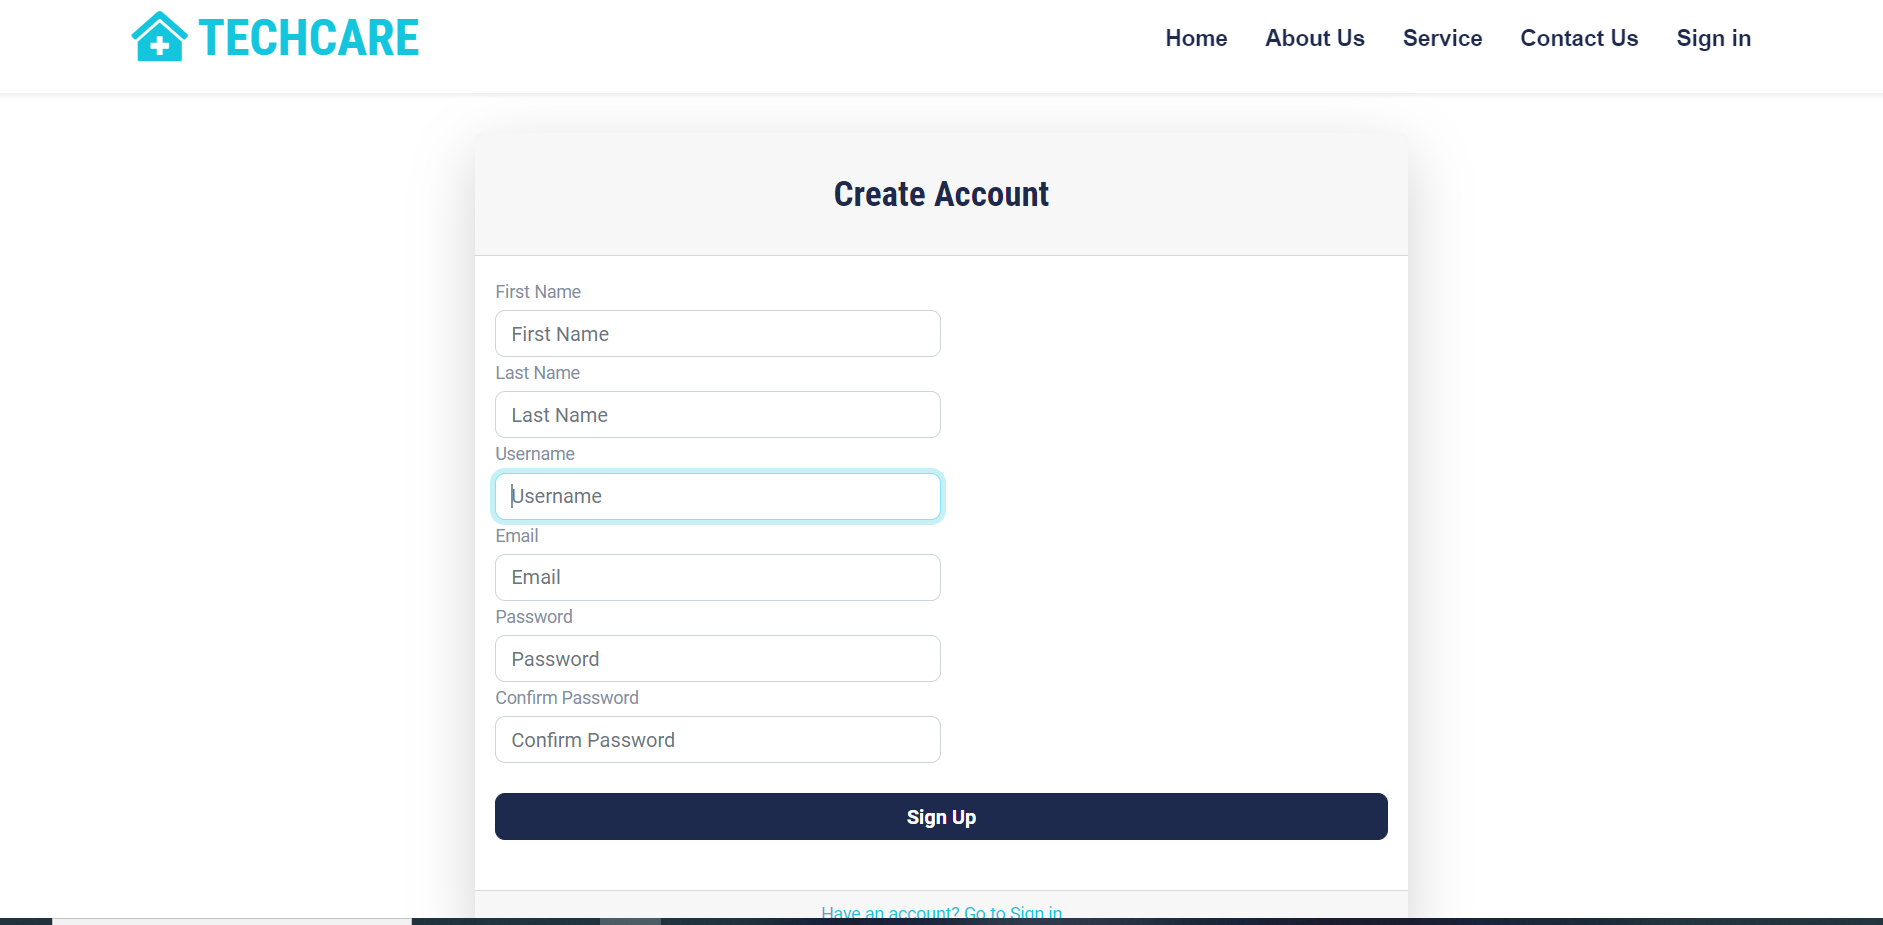 TECHCARE
Home About Us Service Contact Us Sign in
Create Account
First Name
First Name
Last Name
Last Name
Username
Username
Email
Email
Password
Password
Confirm Password
Confirm Password
Sign Up
Have an account? Go to Sign in